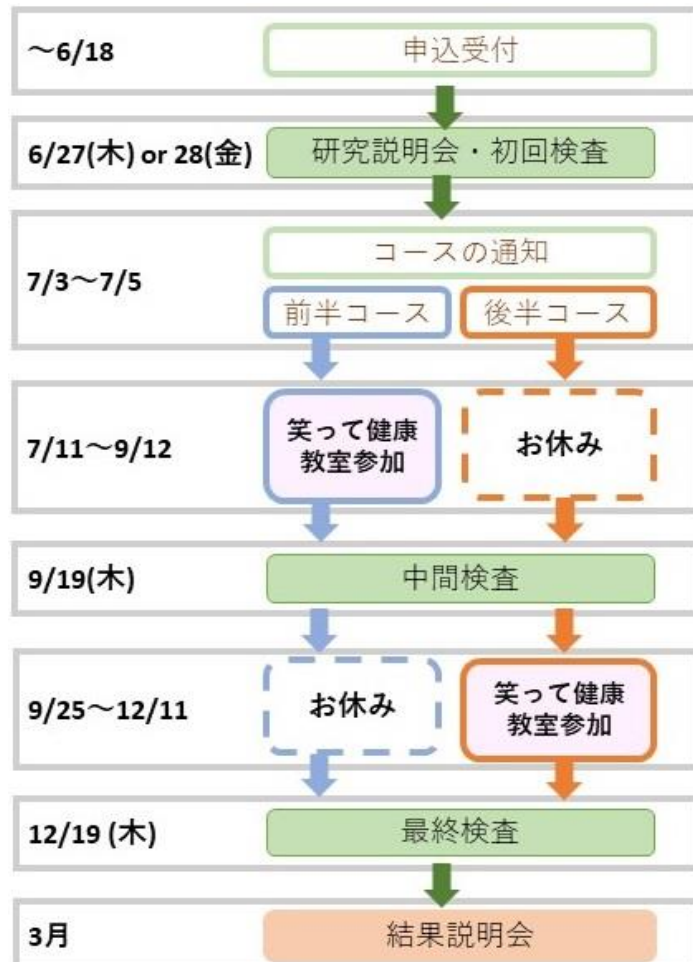 ～6/18
申込受付
6/27(木) or 28(金)
研究説明会・初回検査
7/3～7/5
コースの通知
前半コース
後半コース
7/11～9/12
笑って健康
教室参加
お休み
9/19(木)
中間検査
9/25～12/11
お休み
笑って健康
教室参加
12/19 (木)
最終検査
3月
結果説明会